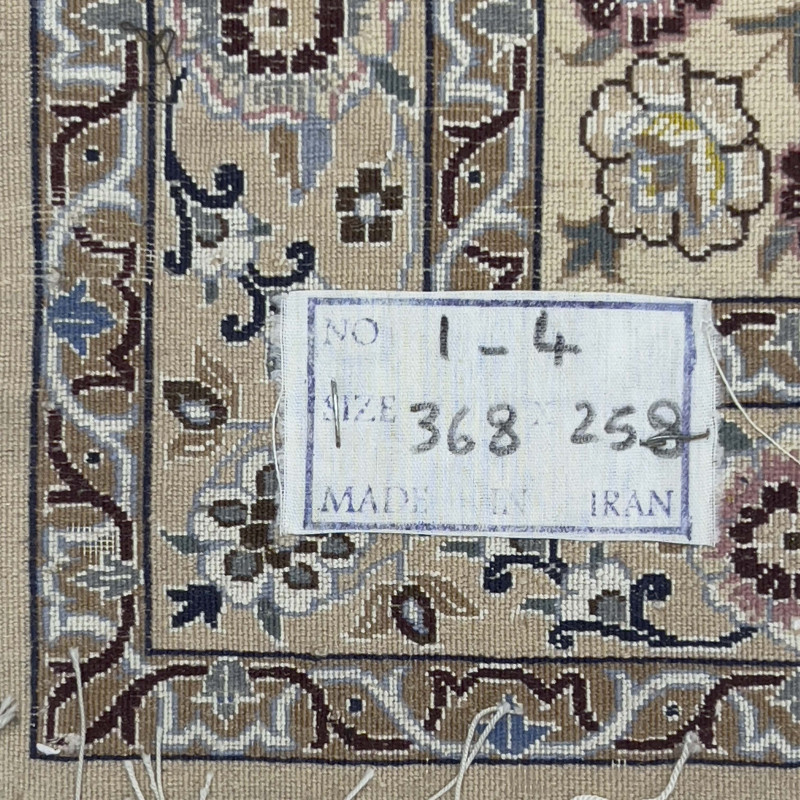 NO 1-4
SIZE 368 X 258
MADE IN IRAN